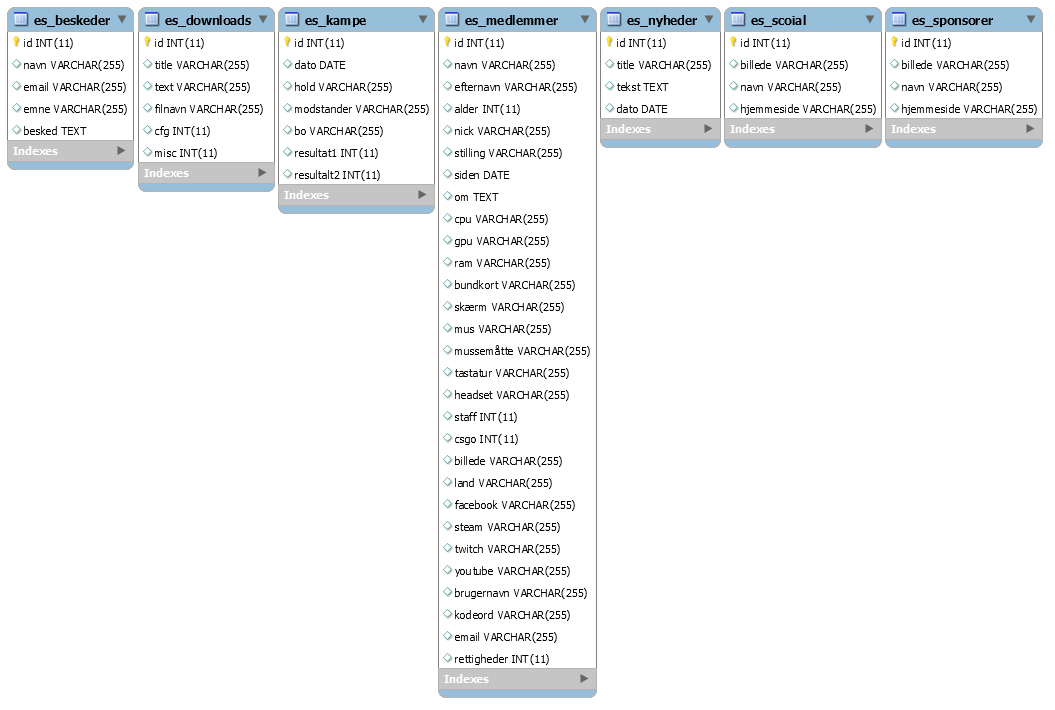 es_beskeder
id INT(11)
navn VARCHAR(255)
email VARCHAR(255)
emne VARCHAR(255)
besked TEXT
Indexes
es_downloads
id INT(11)
title VARCHAR(255)
text VARCHAR(255)
filnavn VARCHAR(255)
cfg INT(11)
misc INT(11)
Indexes
es_kampe
id INT(11)
dato DATE
hold VARCHAR(255)
modstander VARCHAR(255)
bo VARCHAR(255)
resultat1 INT(11)
resultalt2 INT(11)
Indexes
es_medlemmer
id INT(11)
navn VARCHAR(255)
efternavn VARCHAR(255)
alder INT(11)
nick VARCHAR(255)
stilling VARCHAR(255)
siden DATE
om TEXT
cpu VARCHAR(255)
gpu VARCHAR(255)
ram VARCHAR(255)
bundkort VARCHAR(255)
skærm VARCHAR(255)
mus VARCHAR(255)
mussemåtte VARCHAR(255)
tastatur VARCHAR(255)
headset VARCHAR(255)
staff INT(11)
csgo INT(11)
billede VARCHAR(255)
land VARCHAR(255)
facebook VARCHAR(255)
steam VARCHAR(255)
twitch VARCHAR(255)
youtube VARCHAR(255)
brugernavn VARCHAR(255)
kodeord VARCHAR(255)
email VARCHAR(255)
rettigheder INT(11)
Indexes
es_nyheder
id INT(11)
title VARCHAR(255)
tekst TEXT
dato DATE
Indexes
es_scoial
id INT(11)
billede VARCHAR(255)
navn VARCHAR(255)
hjemmeside VARCHAR(255)
Indexes
es_sponsorer
id INT(11)
billede VARCHAR(255)
navn VARCHAR(255)
hjemmeside VARCHAR(255)
Indexes